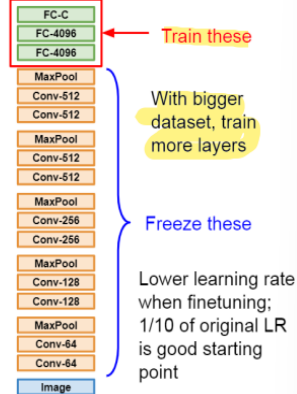 FC-C
FC-4096
FC-4096
MaxPool
Conv-512
Conv-512
MaxPool
Conv-512
Conv-512
MaxPool
Conv-256
Conv-256
MaxPool
Conv-128
Conv-128
MaxPool
Conv-64
Conv-64
Image
Train these
With bigger
dataset, train
more layers
Freeze these
Lower learning rate
when finetuning;
1/10 of original LR
is good starting
point